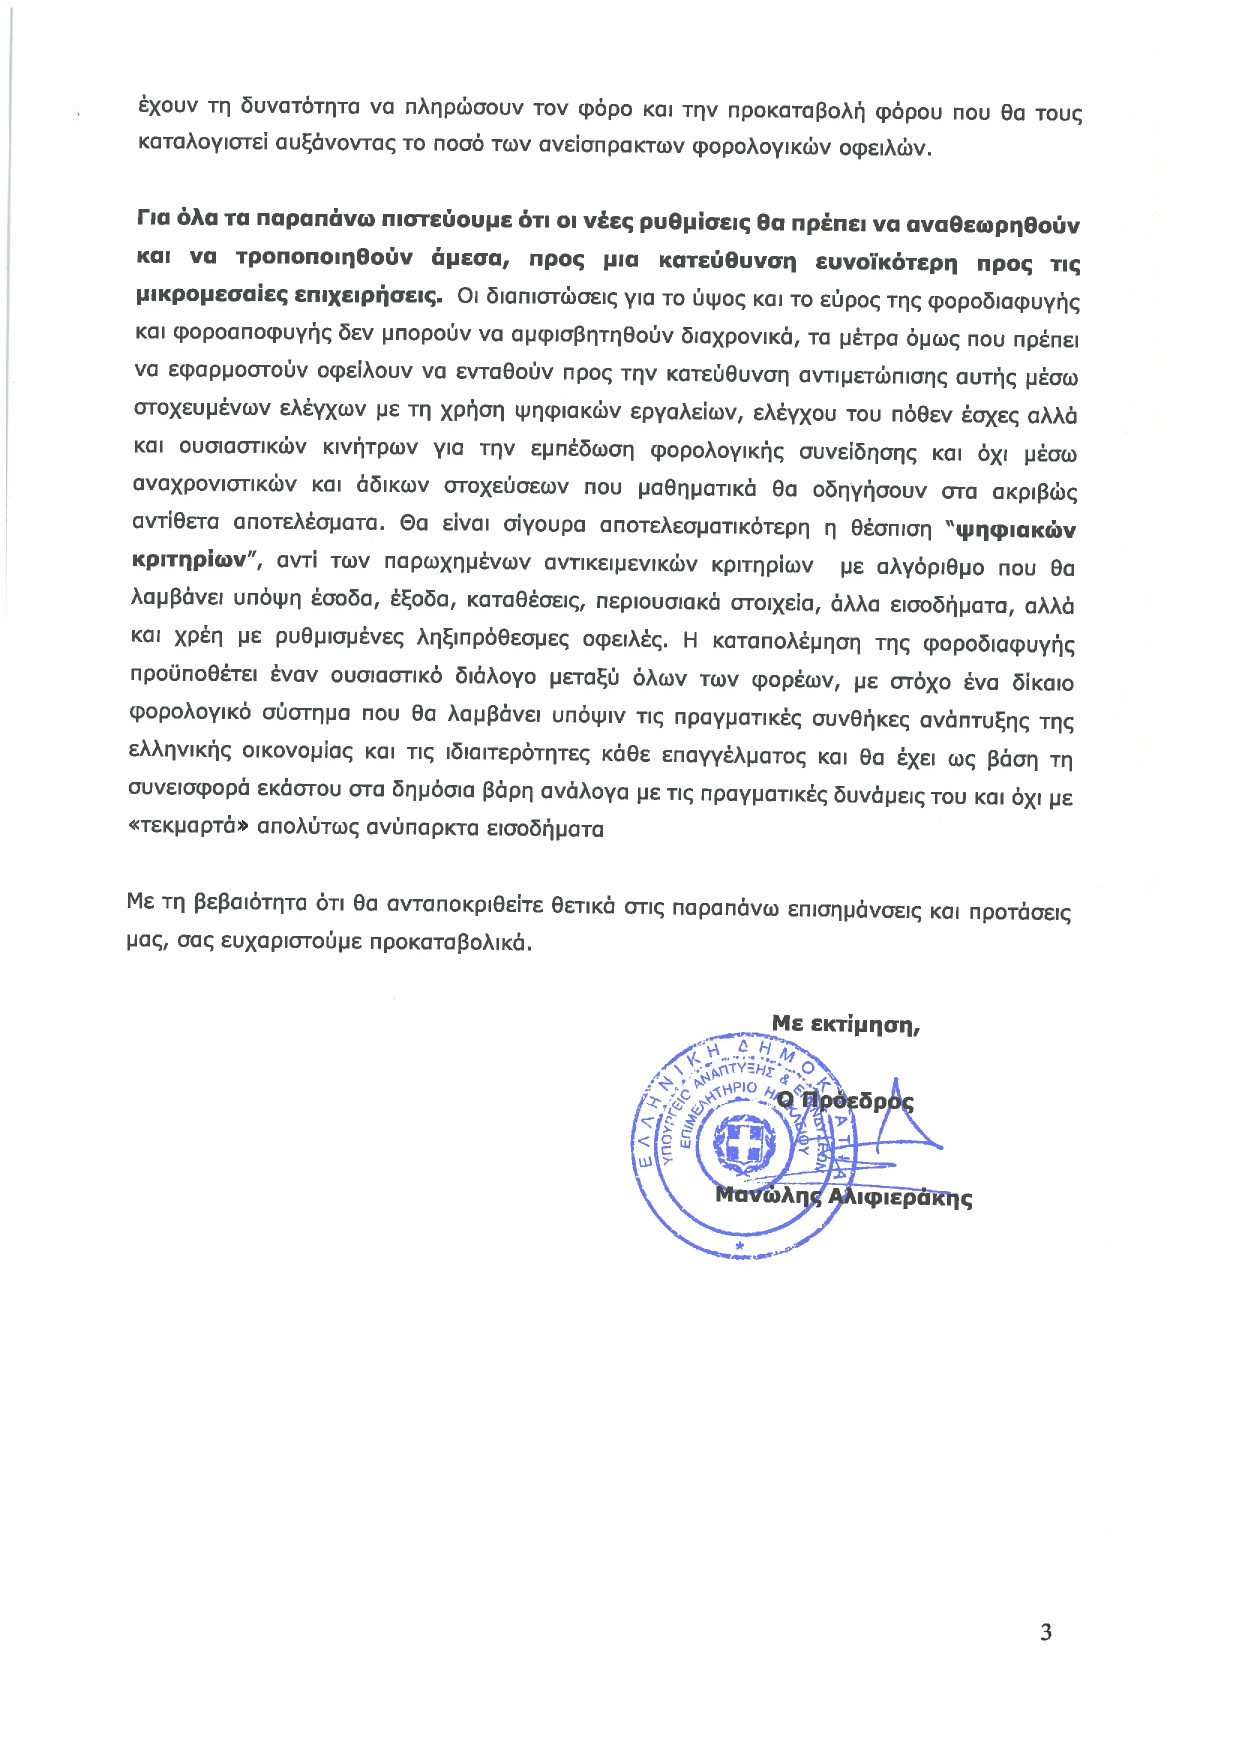 έχουν τη δυνατότητα να πληρώσουν τον φόρο και την προκαταβολή φόρου που θα τους
καταλογιστεί αυξάνοντας το ποσό των ανείσπρακτων φορολογικών οφειλών.
Για όλα τα παραπάνω πιστεύουμε ότι οι νέες ρυθμίσεις θα πρέπει να αναθεωρηθούν
και να τροποποιηθούν άμεσα, προς μια κατεύθυνση ευνοϊκότερη προς τις
μικρομεσαίες επιχειρήσεις. Οι διαπιστώσεις για το ύψος και το εύρος της φοροδιαφυγής
και φοροαποφυγής δεν μπορούν να αμφισβητηθούν διαχρονικά, τα μέτρα όμως που πρέπει
να εφαρμοστούν οφείλουν να ενταθούν προς την κατεύθυνση αντιμετώπισης αυτής μέσω
στοχευμένων ελέγχων με τη χρήση ψηφιακών εργαλείων, ελέγχου του πόθεν έσχες αλλά
και ουσιαστικών κινήτρων για την εμπέδωση φορολογικής συνείδησης και όχι μέσω
αναχρονιστικών και άδικων στοχεύσεων που μαθηματικά θα οδηγήσουν στα ακριβώς
αντίθετα αποτελέσματα. Θα είναι σίγουρα αποτελεσματικότερη η θέσπιση “ψηφιακών
κριτηρίων”, αντί των παρωχημένων αντικειμενικών κριτηρίων με αλγόριθμο που θα
λαμβάνει υπόψη έσοδα, έξοδα, καταθέσεις, περιουσιακά στοιχεία, άλλα εισοδήματα, αλλά
και χρέη με ρυθμισμένες ληξιπρόθεσμες οφειλές. Η καταπολέμηση της φοροδιαφυγής
προϋποθέτει έναν ουσιαστικό διάλογο μεταξύ όλων των φορέων, με στόχο ένα δίκαιο
φορολογικό σύστημα που θα λαμβάνει υπόψιν τις πραγματικές συνθήκες ανάπτυξης της
ελληνικής οικονομίας και τις ιδιαιτερότητες κάθε επαγγέλματος και θα έχει ως βάση τη
συνεισφορά εκάστου στα δημόσια βάρη ανάλογα με τις πραγματικές δυνάμεις του και όχι με
«τεκμαρτά» απολύτως ανύπαρκτα εισοδήματα
Με τη βεβαιότητα ότι θα ανταποκριθείτε θετικά στις παραπάνω επισημάνσεις και προτάσεις
μας, σας ευχαριστούμε προκαταβολικά.
Με εκτίμηση,
ΕΛΛΗΝΙΚΗ ΔΗΜΟΚΡΑΤΙΑ
ΥΠΟΥΡΓΕΙΟ ΑΝΑΠΤΥΞΗΣ & ΕΠΕΝΔΥΣΕΩΝ
ΕΠΙΜΕΛΗΤΗΡΙΟ ΗΡΑΚΛΕΙΟΥ
Ο Πρόεδρος
Μανώλης Αλιφιεράκης
3